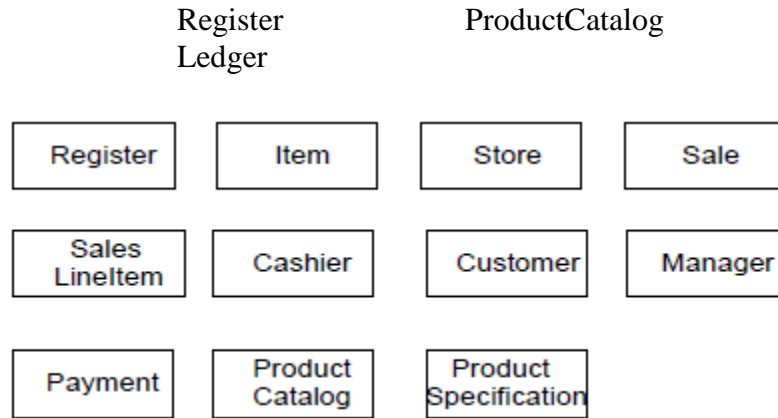 Register ProductCatalog
Ledger
Register Item Store Sale
Sales
LineItem Cashier Customer Manager
Payment Product
Catalog Product
Specification